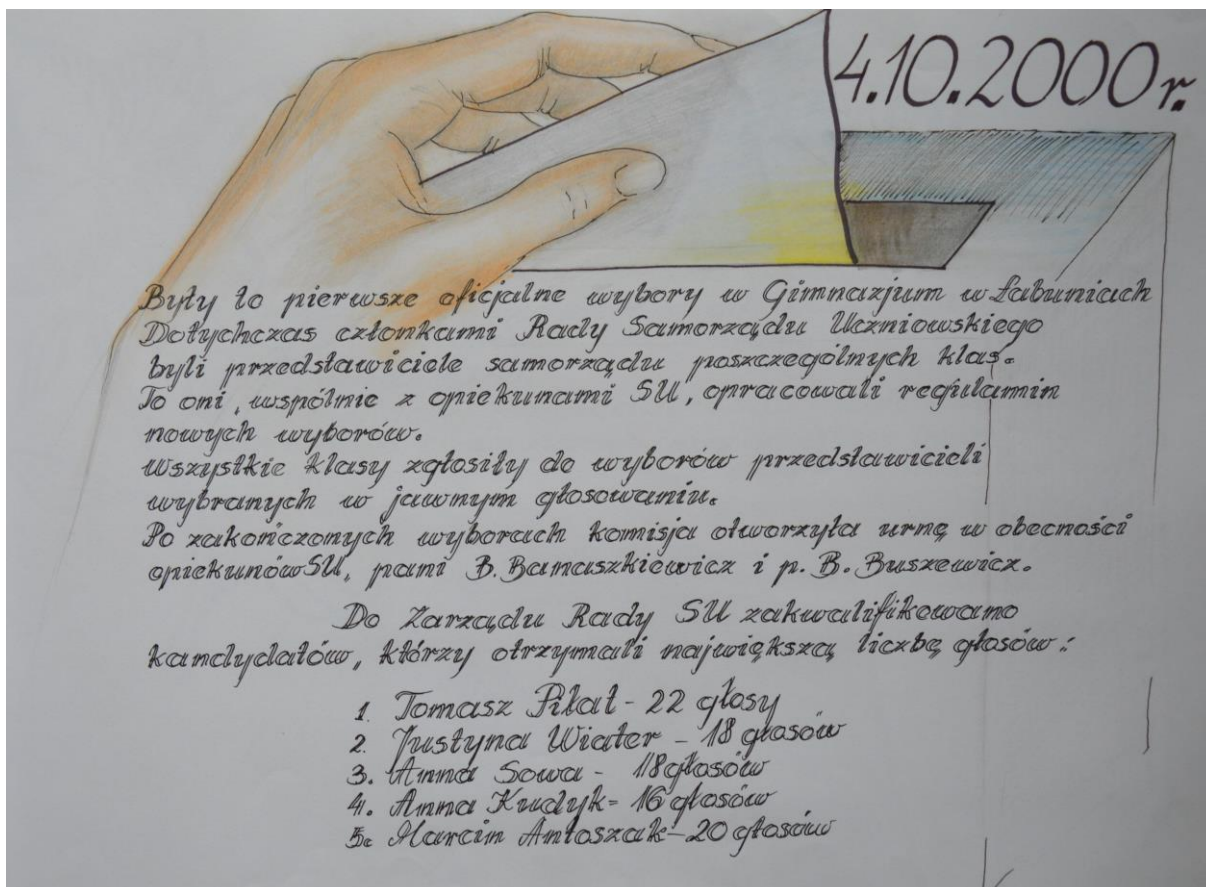 4.10.2000r.
Były to pierwsze oficjalne wybory w Gimnazjum w Łabuniach
Dotychczas członkami Rady Samorządu Uczniowskiego
byli przedstawiciele samorządu poszczególnych klas.
To oni, wspólnie z opiekunami SU, opracowali regulamin
nowych wyborów.
Wszystkie klasy zgłosiły do wyborów przedstawicieli
wybranych w jawnym głosowaniu.
Po zakończonych wyborach komisja otworzyła urnę w obecności
opiekunów SU, pani B. Banaszkiewicz i p. B. Buszewicz.
Do Zarządu Rady SU zakwalifikowano
kandydatów, którzy otrzymali największą liczbę głosów:
1. Tomasz Piłat - 22 głosy
2. Justyna Wiater - 18 głosów
3. Anna Sowa - 18 głosów
4. Anna Kudyk - 16 głosów
5. Marcin Antoszak - 20 głosów